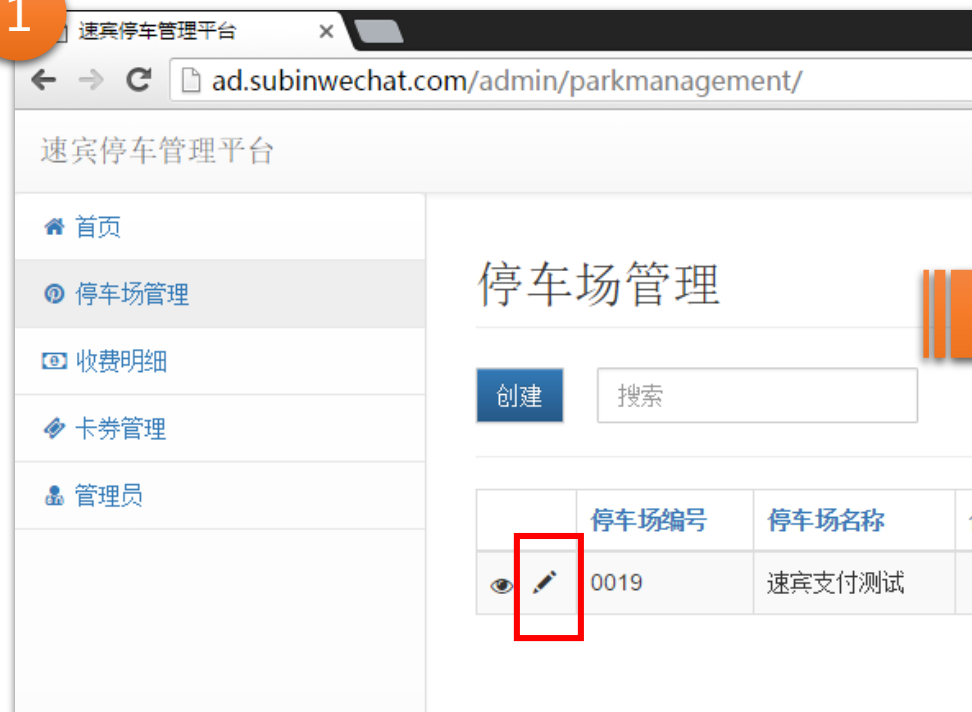 1
速宾停车管理平台
ad.subinwechat.com/admin/parkmanagement/
速宾停车管理平台
首页
停车场管理
收费明细
卡券管理
管理员
停车场管理
创建 搜索
停车场编号 停车场名称
0019 速宾支付测试